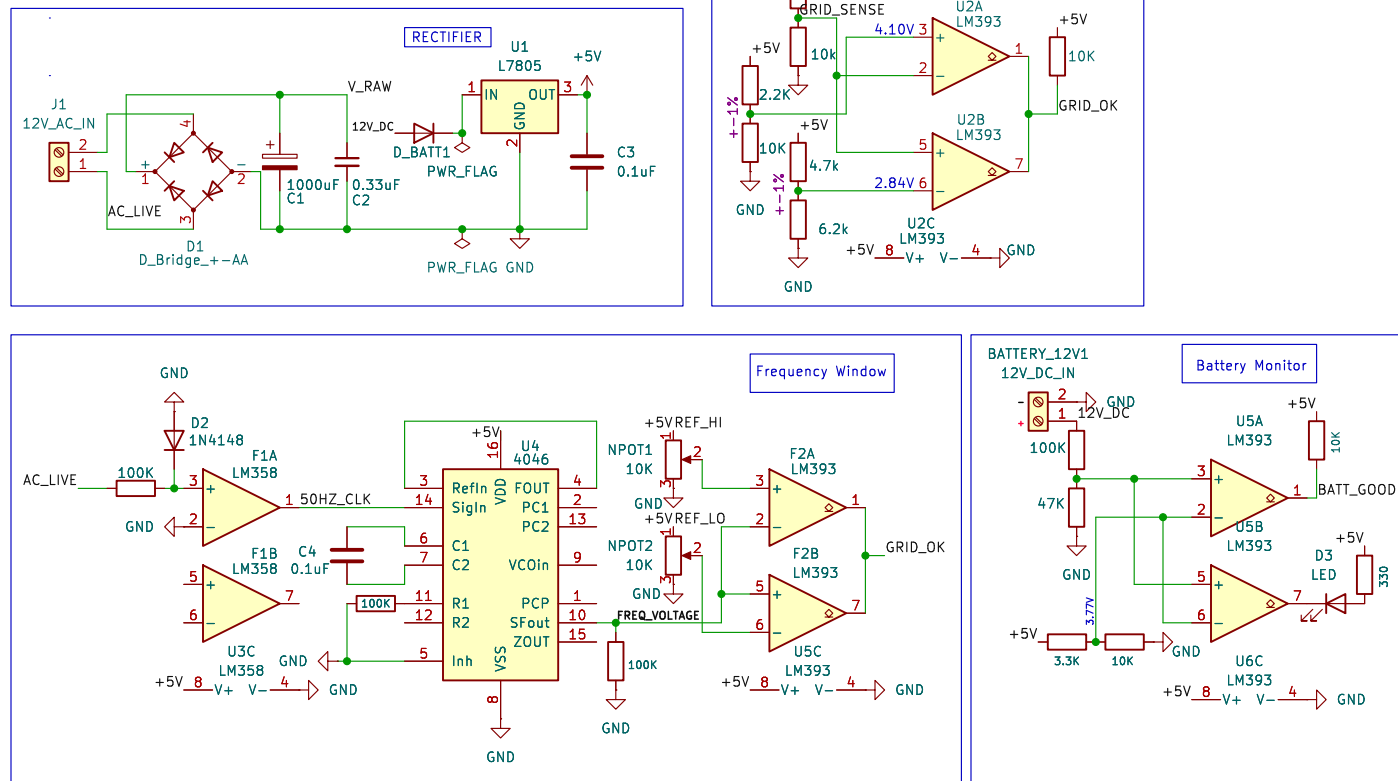 RECTIFIER
J1
12V_AC_IN
2
1
AC_LIVE
4
+
1
−
2
3
D1
D_Bridge_+-AA
+
1000uF
C1
0.33uF
C2
V_RAW
12V_DC
D_BATT1
PWR_FLAG
U1
L7805
1
IN
OUT
3
GND
2
+5V
C3
0.1uF
PWR_FLAG
GND
GRID_SENSE
10k
+5V
2.2K
+-1%
10K
GND
+5V
4.7k
+-1%
6.2k
GND
4.10V
2.84V
U2A
LM393
3
+
2
−
1
U2B
LM393
5
+
6
−
7
+5V
10K
GRID_OK
U2C
LM393
+5V
8
V+
V−
4
GND
Frequency Window
GND
D2
1N4148
AC_LIVE
100K
GND
F1A
LM358
3
+
2
−
1
50HZ_CLK
F1B
LM358
5
+
6
−
7
U3C
LM358
+5V
8
V+
V−
4
GND
C4
0.1uF
100K
GND
+5V
16
U4
4046
3
RefIn
14
SigIn
6
C1
7
C2
11
R1
12
R2
5
Inh
VDD
VSS
8
GND
FOUT
4
PC1
2
PC2
13
VCOin
9
PCP
1
SFout
10
ZOUT
15
FREQ_VOLTAGE
100K
GND
+5V
REF_HI
NPOT1
10K
1
2
3
GND
+5V
REF_LO
NPOT2
10K
1
2
3
GND
F2A
LM393
3
+
2
−
1
F2B
LM393
5
+
6
−
7
GRID_OK
U5C
LM393
+5V
8
V+
V−
4
GND
Battery Monitor
BATTERY_12V1
12V_DC_IN
-
2
GND
+
1
12V_DC
100K
47K
GND
3.77V
+5V
3.3K
10K
GND
U5A
LM393
3
+
2
−
1
+5V
10K
BATT_GOOD
U5B
LM393
5
+
6
−
7
D3
LED
+5V
330
U6C
LM393
+5V
8
V+
V−
4
GND